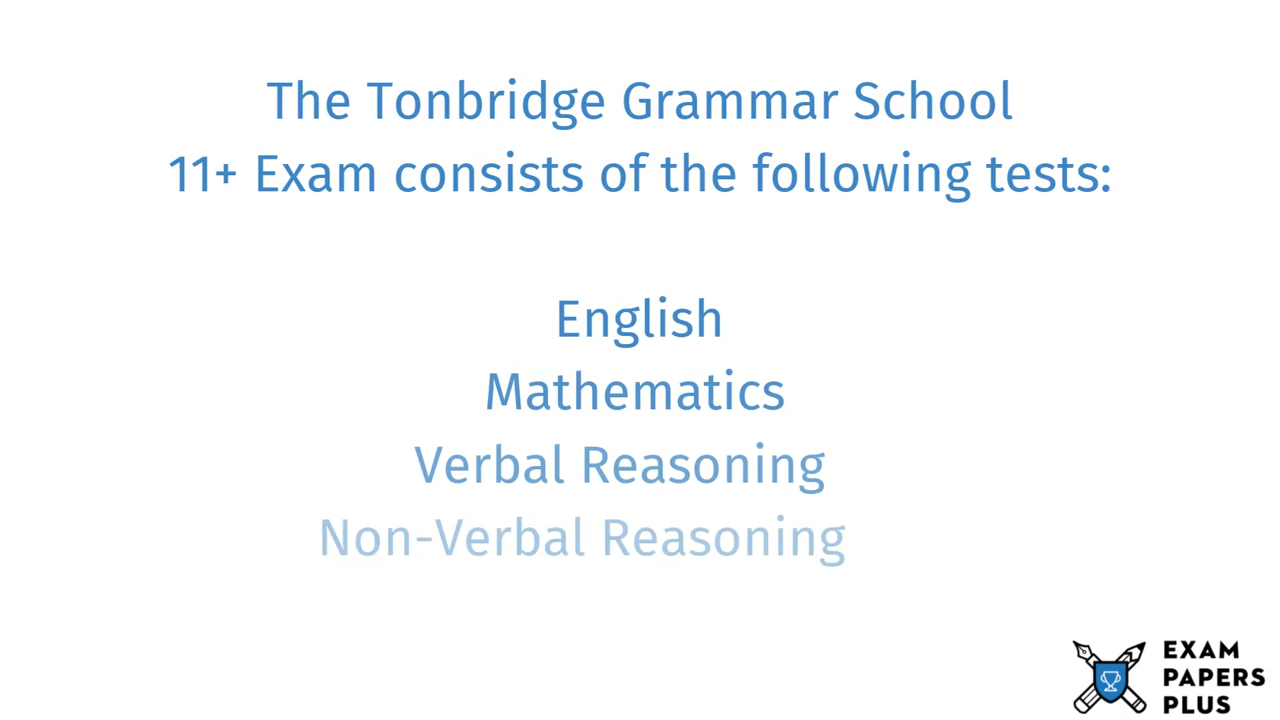 The Tonbridge Grammar School
11+ Exam consists of the following tests:
English
Mathematics
Verbal Reasoning
Non-Verbal Reasoning
EXAM
PAPERS
PLUS